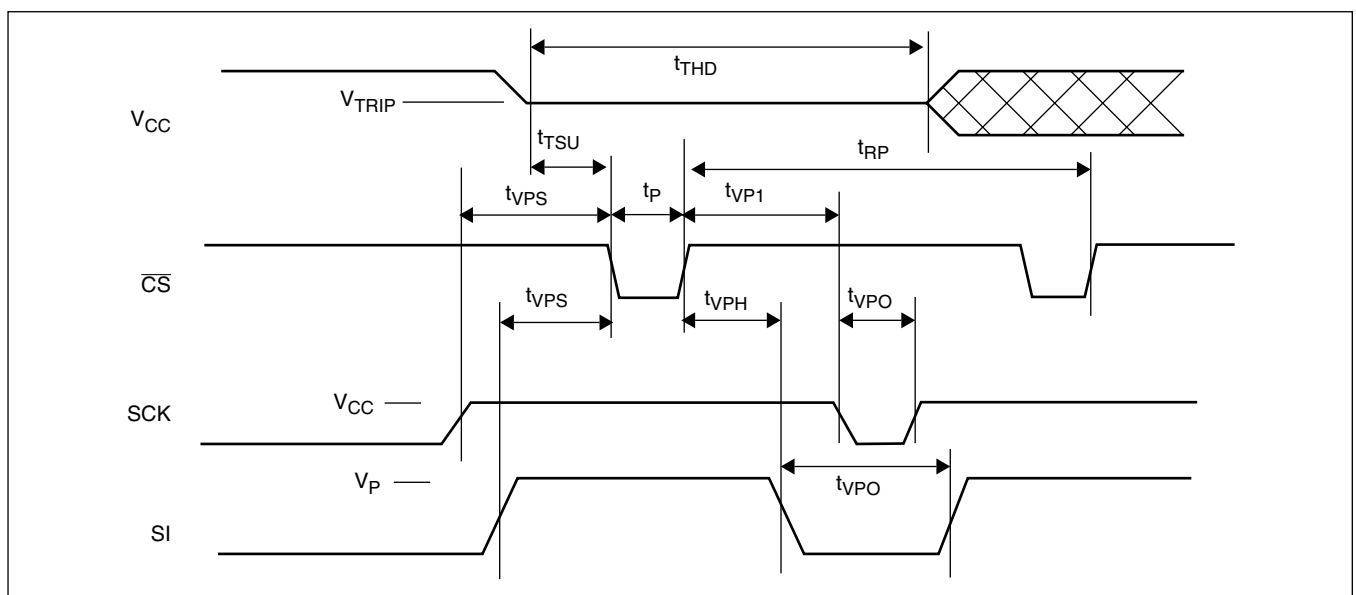 tTHD
VTRIP
VCC
tTSU
tRP
tVPS
tP
tVP1
CS
tVPS
tVPH
tVPO
VCC
SCK
VP
tVPO
SI